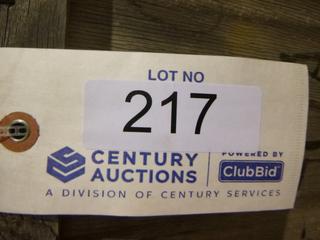 LOT NO
217
CENTURY
AUCTIONS
POWERED BY
ClubBid
A DIVISION OF CENTURY SERVICES